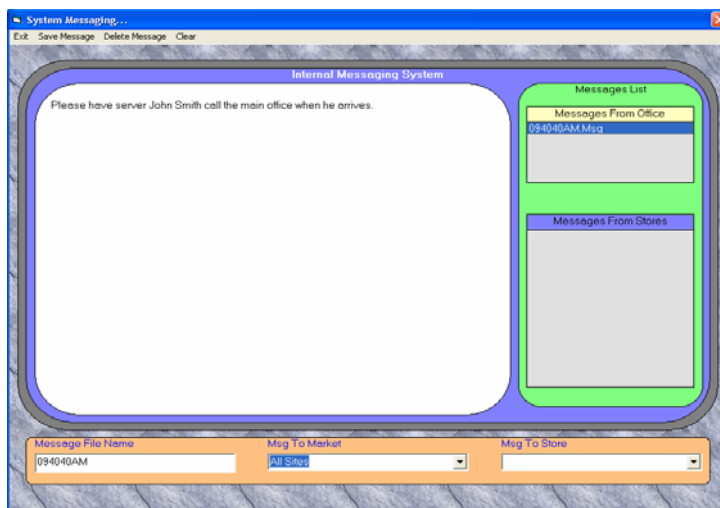 System Messaging...
Exit Save Message Delete Message Clear
Internal Messaging System
Please have server John Smith call the main office when he arrives.
Messages List
Messages From Office
094040AM.Msg
Messages From Stores
Message File Name
Msg To Market
Msg To Store
094040AM
All Sites